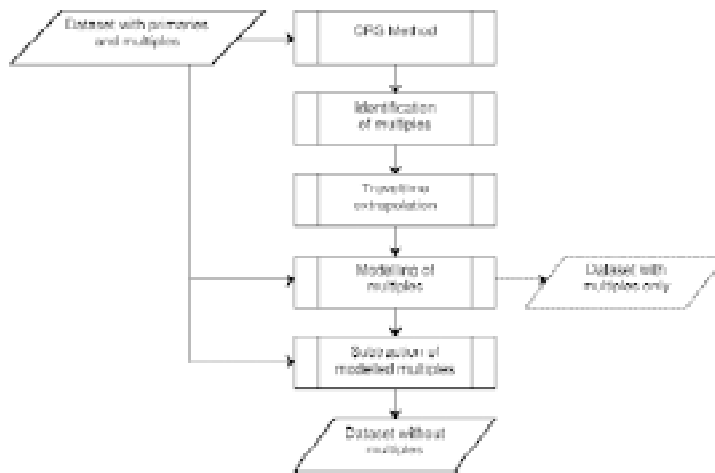 Dataset with primaries
and multiples
CRS Method
Identification
of multiples
Traveltime
extrapolation
Modelling of
multiples
Dataset with
multiples only
Subtraction of
modelled multiples
Dataset without
multiples